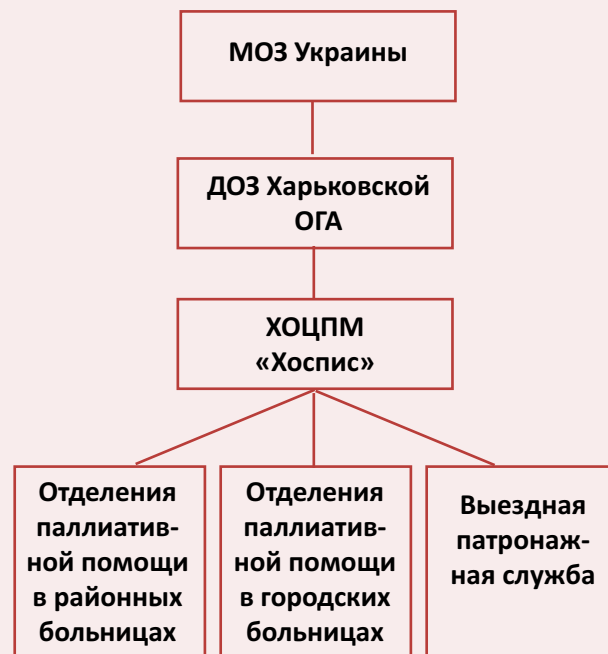 МОЗ Украины
ДОЗ Харьковской
ОГА
ХОЦПМ
«Хоспис»
Отделения
паллиатив-
ной помощи
в районных
больницах
Отделения
паллиатив-
ной помощи
в городских
больницах
Выездная
патронаж-
ная служба